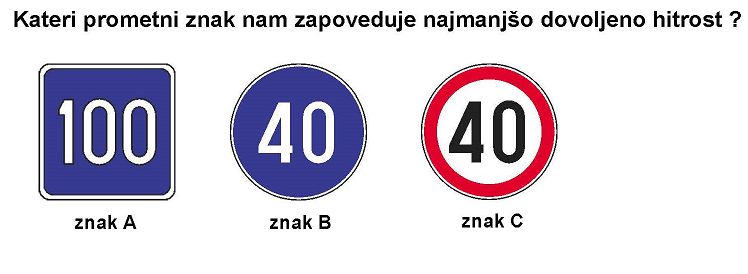 Kateri prometni znak nam zapoveduje najmanjšo dovoljeno hitrost ?
100 40 40
znak A znak B znak C